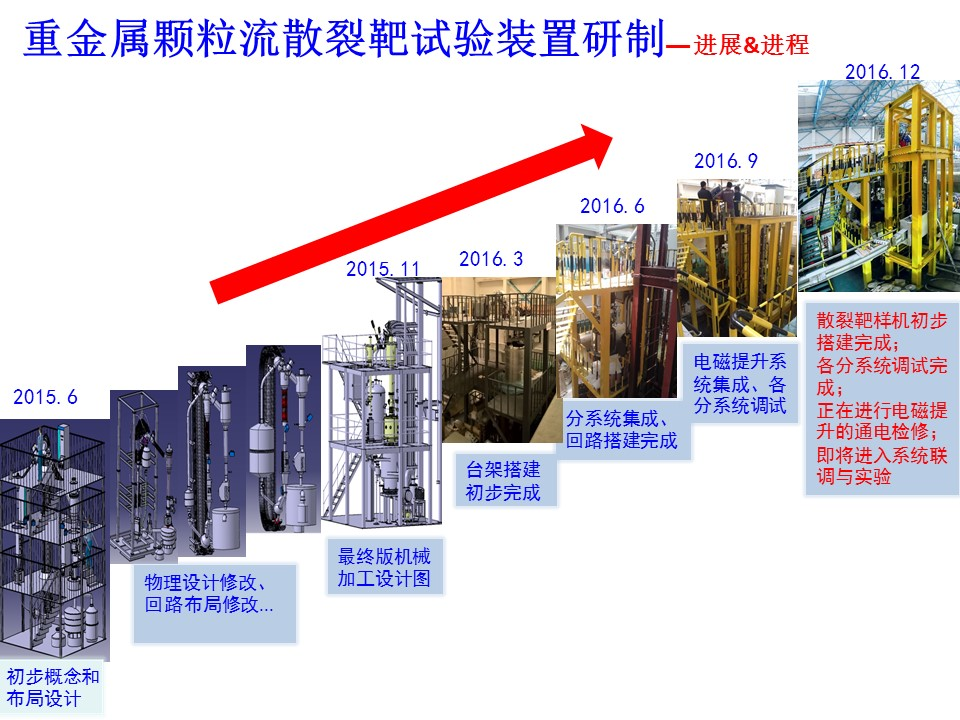 重金属颗粒流散裂靶试验装置研制—进展&进程
2015.6
初步概念和
布局设计
物理设计修改、
回路布局修改…
2015.11
最终版机械
加工设计图
2016.3
台架搭建
初步完成
2016.6
分系统集成、
回路搭建完成
2016.9
电磁提升系
统集成、各
分系统调试
2016.12
散裂靶样机初步
搭建完成；
各分系统调试完
成；
正在进行电磁提
升的通电检修；
即将进入系统联
调与实验